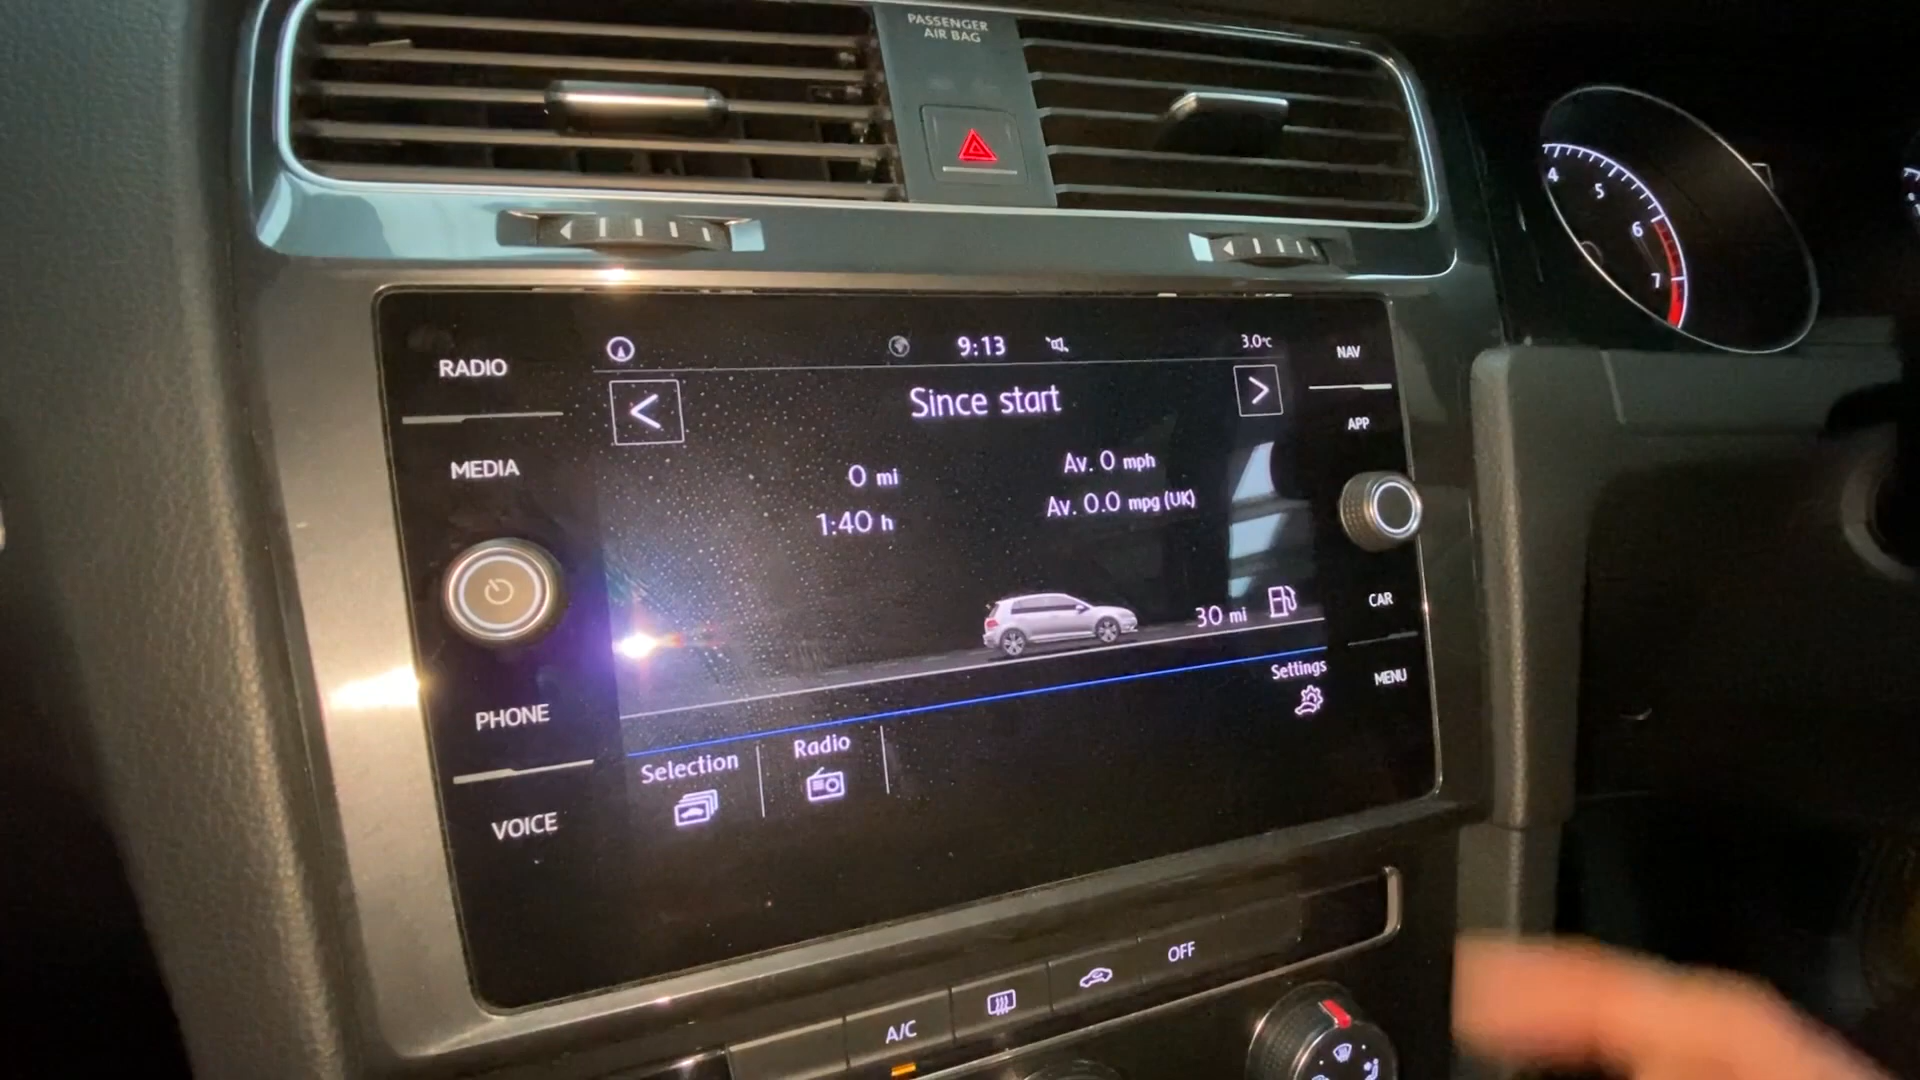 PASSENGER
AIR BAG
4
5
6
7
RADIO
MEDIA
PHONE
VOICE
9:13
3.0°C
Since start
0 mi
1:40 h
Av. 0 mph
Av. 0.0 mpg (UK)
30 mi
Settings
Selection
Radio
NAV
APP
CAR
MENU
A/C
OFF